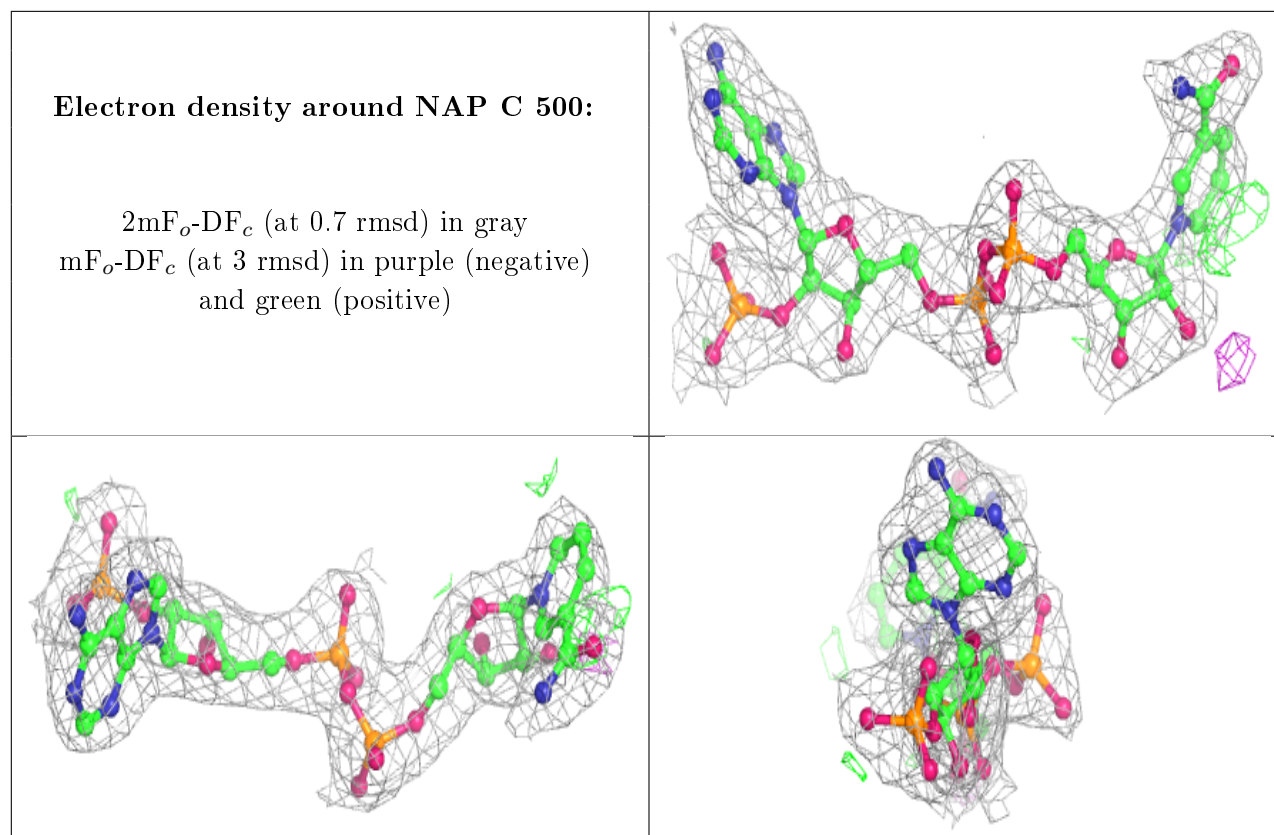 Electron density around NAP C 500:
2mFo-DFc (at 0.7 rmsd) in gray
mFo-DFc (at 3 rmsd) in purple (negative)
and green (positive)